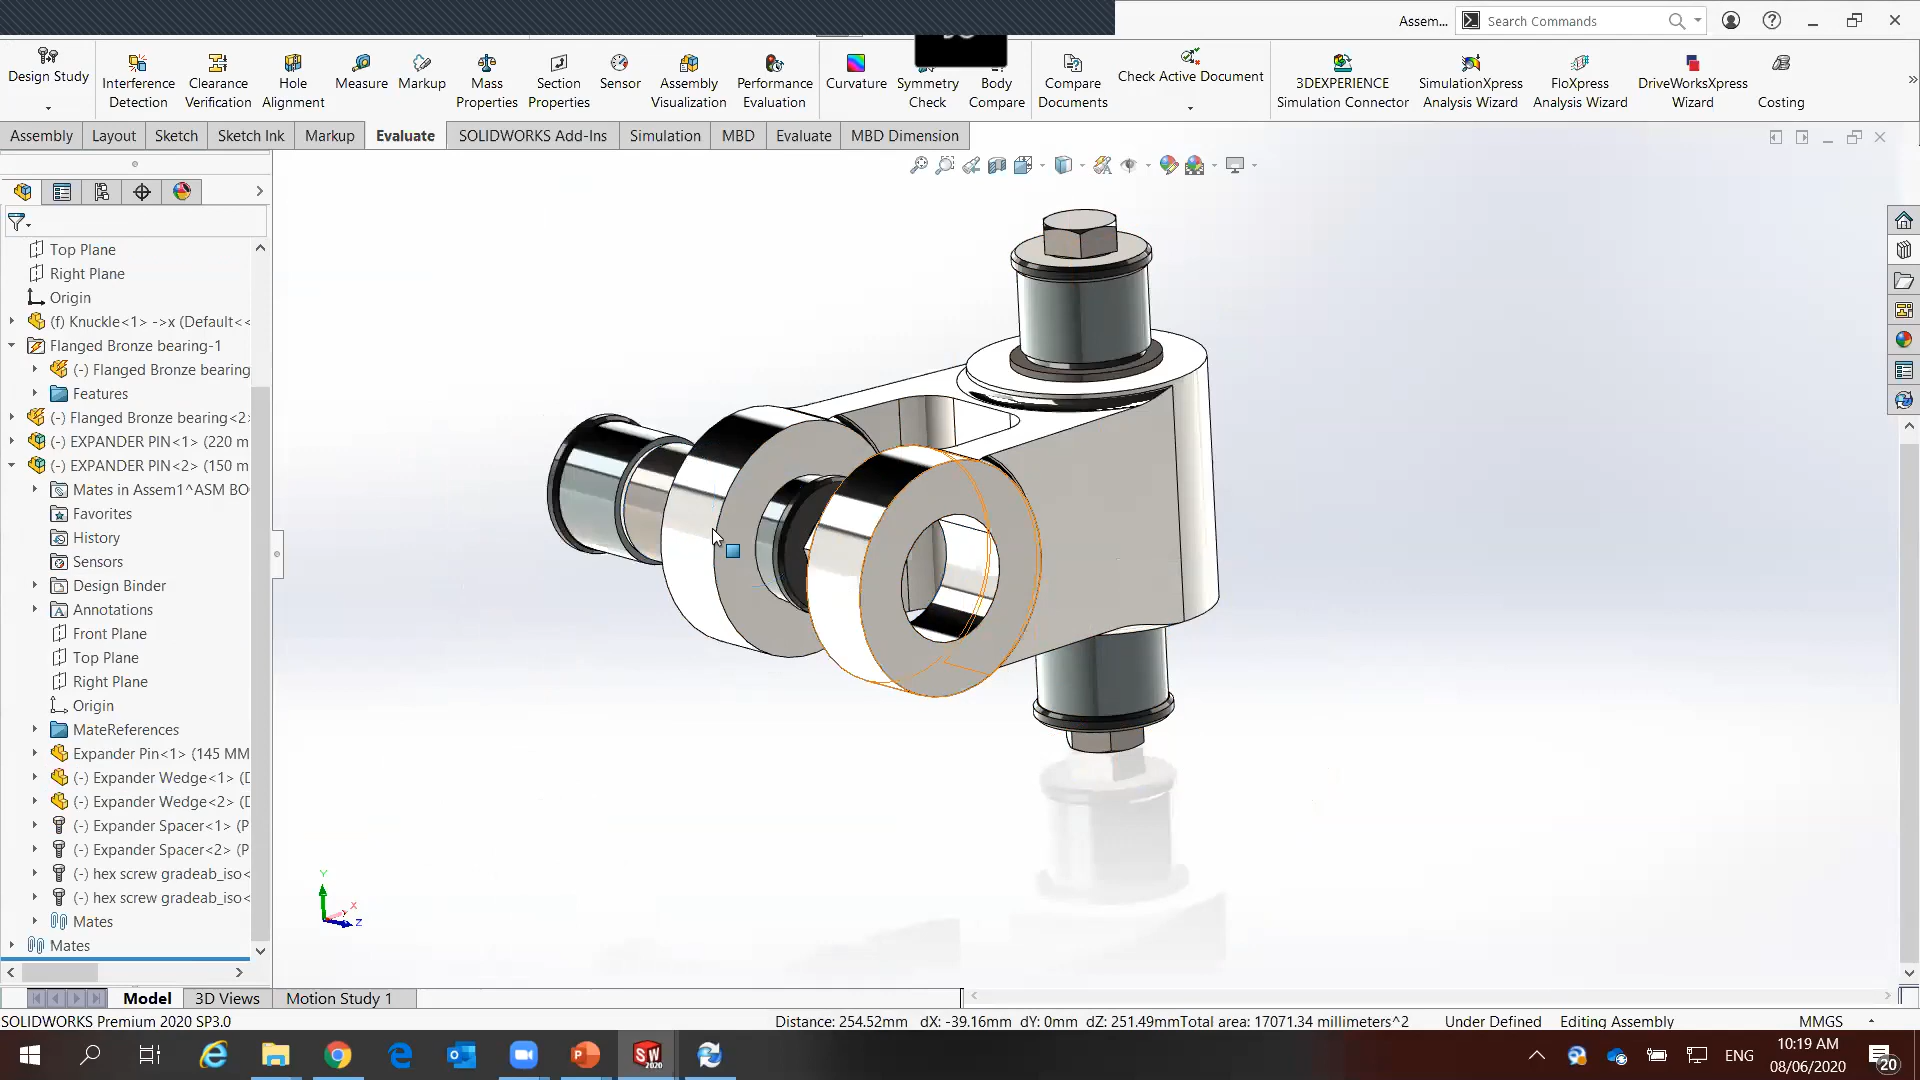 Assem...
Search Commands
Design Study
Interference Detection
Clearance Verification
Hole Alignment
Measure
Markup
Mass Properties
Section Properties
Sensor
Assembly Visualization
Performance Evaluation
Curvature
Symmetry Check
Body Compare
Compare Documents
Check Active Document
3DEXPERIENCE Simulation Connector
SimulationXpress Analysis Wizard
FloXpress Analysis Wizard
DriveWorksXpress Wizard
Costing
Assembly Layout Sketch Sketch Ink Markup Evaluate SOLIDWORKS Add-Ins Simulation MBD Evaluate MBD Dimension
Top Plane
Right Plane
Origin
(f) Knuckle<1> ->x (Default<<
Flanged Bronze bearing-1
(-) Flanged Bronze bearing
Features
(-) Flanged Bronze bearing<2>
(-) EXPANDER PIN<1> (220 m
(-) EXPANDER PIN<2> (150 m
Mates in Assem1^ASM BO
Favorites
History
Sensors
Design Binder
Annotations
Front Plane
Top Plane
Right Plane
Origin
MateReferences
Expander Pin<1> (145 MM
(-) Expander Wedge<1> (D
(-) Expander Wedge<2> (D
(-) Expander Spacer<1> (P
(-) Expander Spacer<2> (P
(-) hex screw gradeab_iso<
(-) hex screw gradeab_iso<
Mates
Mates
Y
X
Z
Model 3D Views Motion Study 1
SOLIDWORKS Premium 2020 SP3.0
Distance: 254.52mm dX: -39.16mm dY: 0mm dZ: 251.49mmTotal area: 17071.34 millimeters^2 Under Defined Editing Assembly MMGS
SW 2020
ENG
10:19 AM
08/06/2020
20